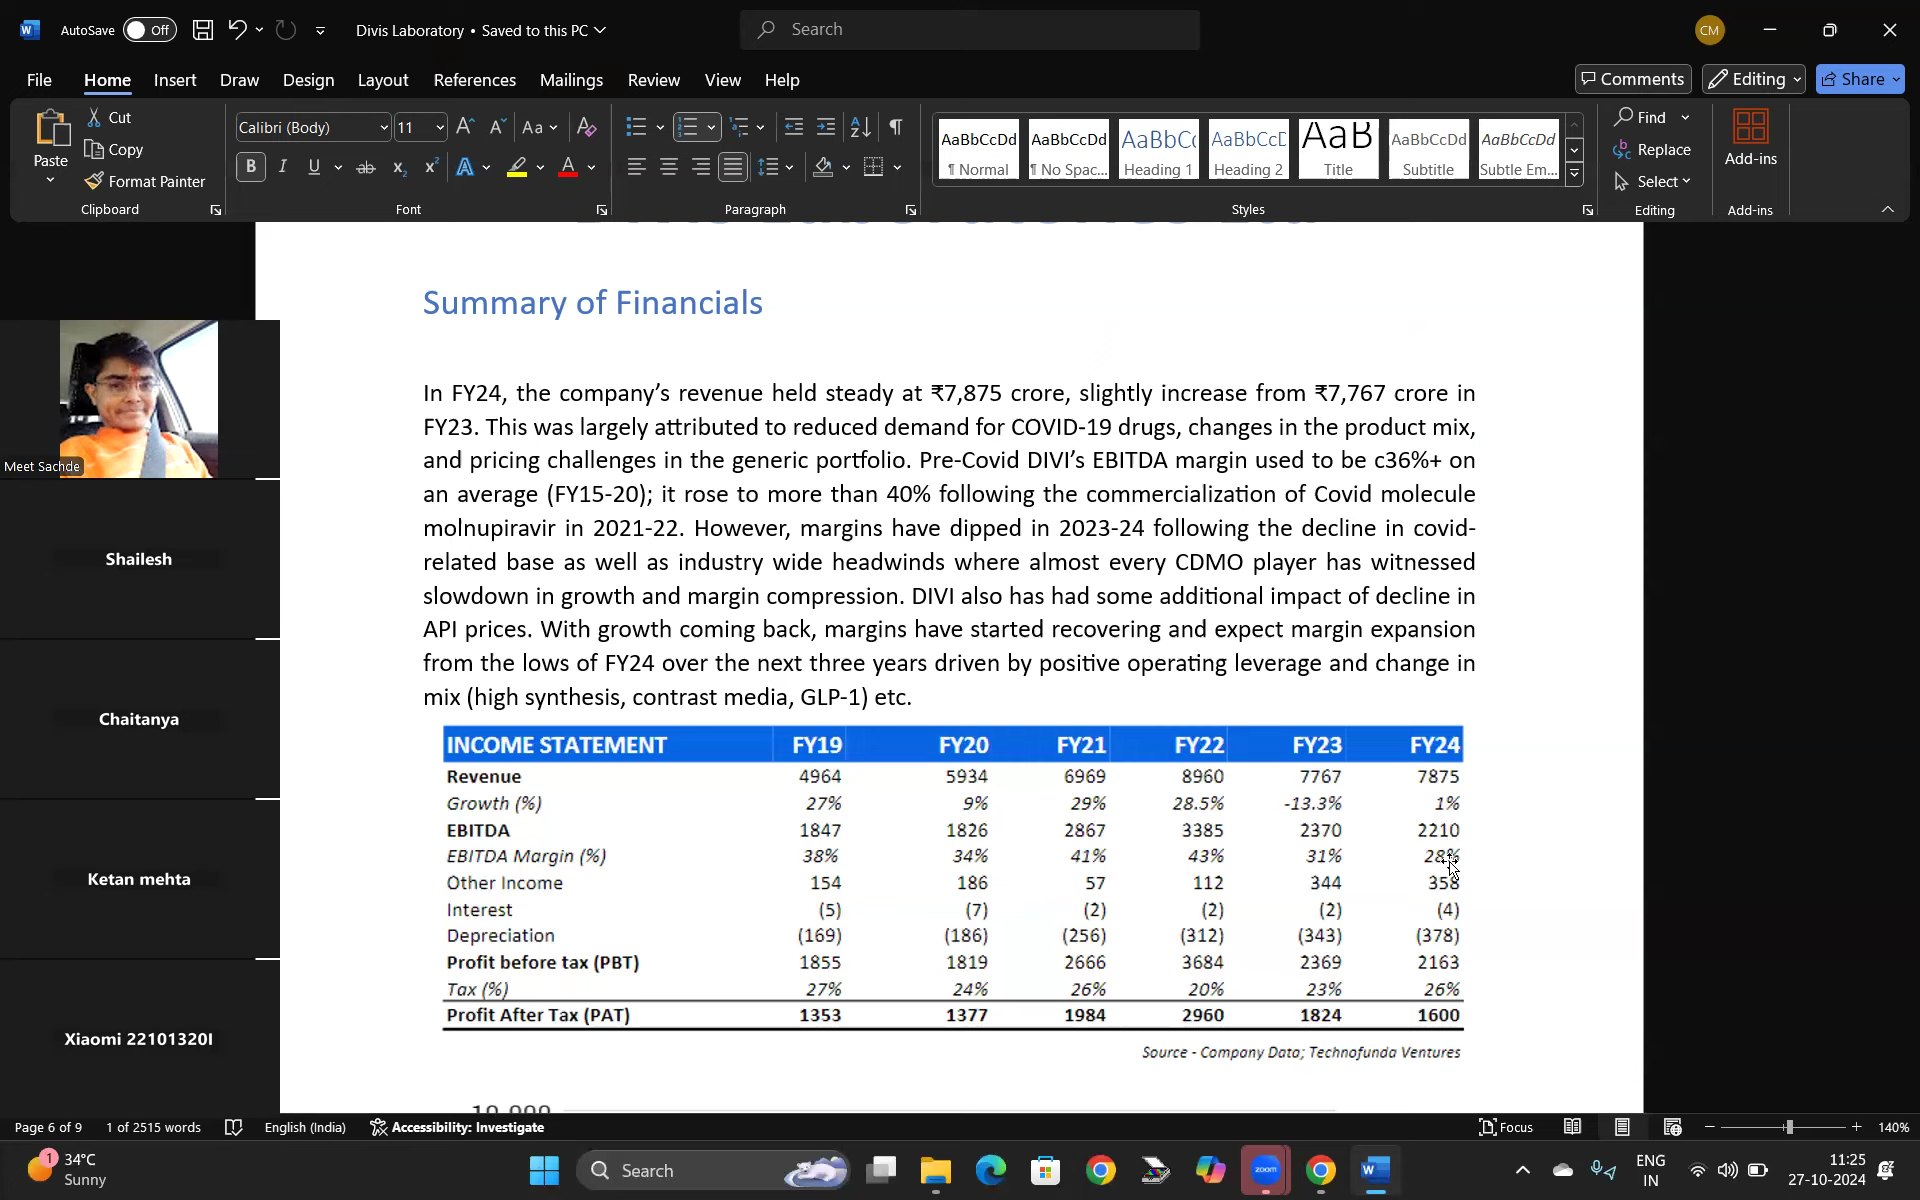 AutoSave Off Divis Laboratory • Saved to this PC Search CM
File Home Insert Draw Design Layout References Mailings Review View Help Comments Editing Share
Paste Cut Copy Format Painter Clipboard
Calibri (Body) 11 Aa Font
Paragraph
AaBbCcDd AaBbCcDd AaBbCc AaBbCcD AaB AaBbCcDd AaBbCcDd
¶ Normal ¶ No Spac... Heading 1 Heading 2 Title Subtitle Subtle Em...
Styles
Find Replace Select Editing
Add-ins Add-ins
Summary of Financials
In FY24, the company’s revenue held steady at ₹7,875 crore, slightly increase from ₹7,767 crore in
FY23. This was largely attributed to reduced demand for COVID-19 drugs, changes in the product mix,
and pricing challenges in the generic portfolio. Pre-Covid DIVI’s EBITDA margin used to be c36%+ on
an average (FY15-20); it rose to more than 40% following the commercialization of Covid molecule
molnupiravir in 2021-22. However, margins have dipped in 2023-24 following the decline in covid-
related base as well as industry wide headwinds where almost every CDMO player has witnessed
slowdown in growth and margin compression. DIVI also has had some additional impact of decline in
API prices. With growth coming back, margins have started recovering and expect margin expansion
from the lows of FY24 over the next three years driven by positive operating leverage and change in
mix (high synthesis, contrast media, GLP-1) etc.
INCOME STATEMENT FY19 FY20 FY21 FY22 FY23 FY24
Revenue 4964 5934 6969 8960 7767 7875
Growth (%) 27% 9% 29% 28.5% -13.3% 1%
EBITDA 1847 1826 2867 3385 2370 2210
EBITDA Margin (%) 38% 34% 41% 43% 31% 28%
Other Income 154 186 57 112 344 358
Interest (5) (7) (2) (2) (2) (4)
Depreciation (169) (186) (256) (312) (343) (378)
Profit before tax (PBT) 1855 1819 2666 3684 2369 2163
Tax (%) 27% 24% 26% 20% 23% 26%
Profit After Tax (PAT) 1353 1377 1984 2960 1824 1600
Source - Company Data; Technofunda Ventures
Meet Sachde
Shailesh
Chaitanya
Ketan mehta
Xiaomi 22101320I
Page 6 of 9 1 of 2515 words English (India) Accessibility: Investigate Focus 140%
1 34°C Sunny
Search
zoom
ENG IN
11:25
27-10-2024